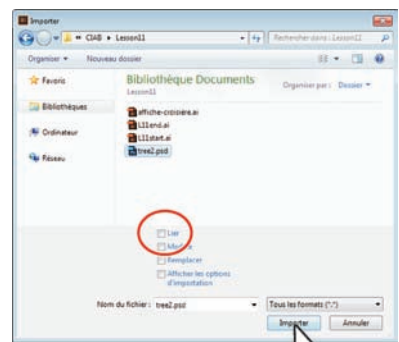 Importer
CIAB ▸ Lesson11
Rechercher dans : Lesson11
Organiser ▾ Nouveau dossier
Favoris
Bibliothèques
Ordinateur
Réseau
Bibliothèque Documents
Lesson11
Organiser par : Dossier ▾
affiche-croisière.ai
L11end.ai
L11start.ai
tree2.psd
Lier
Modèle
Remplacer
Afficher les options
d'importation
Nom du fichier : tree2.psd
Tous les formats (*.*)
Importer
Annuler